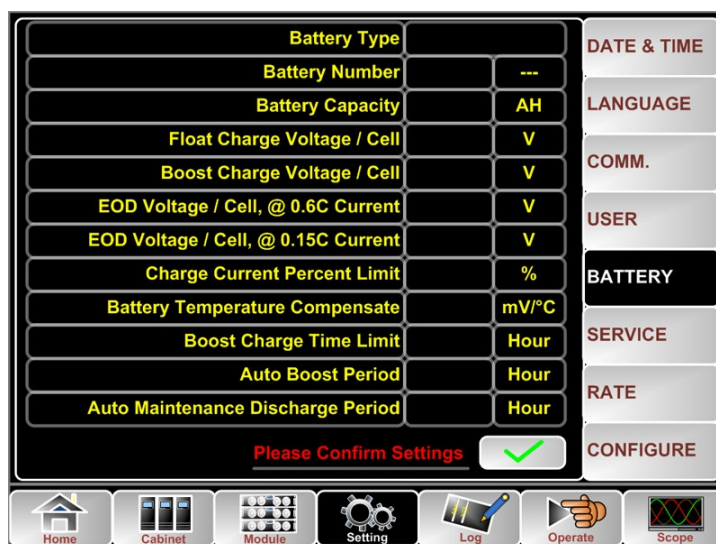 Battery Type
Battery Number ---
Battery Capacity AH
Float Charge Voltage / Cell V
Boost Charge Voltage / Cell V
EOD Voltage / Cell, @ 0.6C Current V
EOD Voltage / Cell, @ 0.15C Current V
Charge Current Percent Limit %
Battery Temperature Compensate mV/°C
Boost Charge Time Limit Hour
Auto Boost Period Hour
Auto Maintenance Discharge Period Hour
Please Confirm Settings
DATE & TIME
LANGUAGE
COMM.
USER
BATTERY
SERVICE
RATE
CONFIGURE
Home Cabinet Module Setting Log Operate Scope